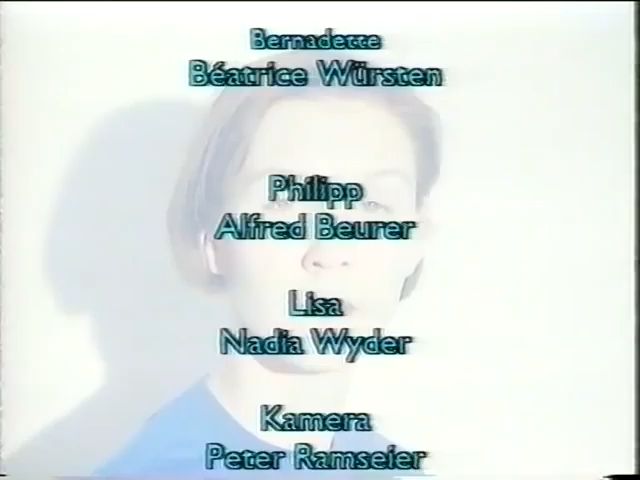 Bernadette
Béatrice Würsten
Philipp
Alfred Beurer
Lisa
Nadia Wyder
Kamera
Peter Ramseier